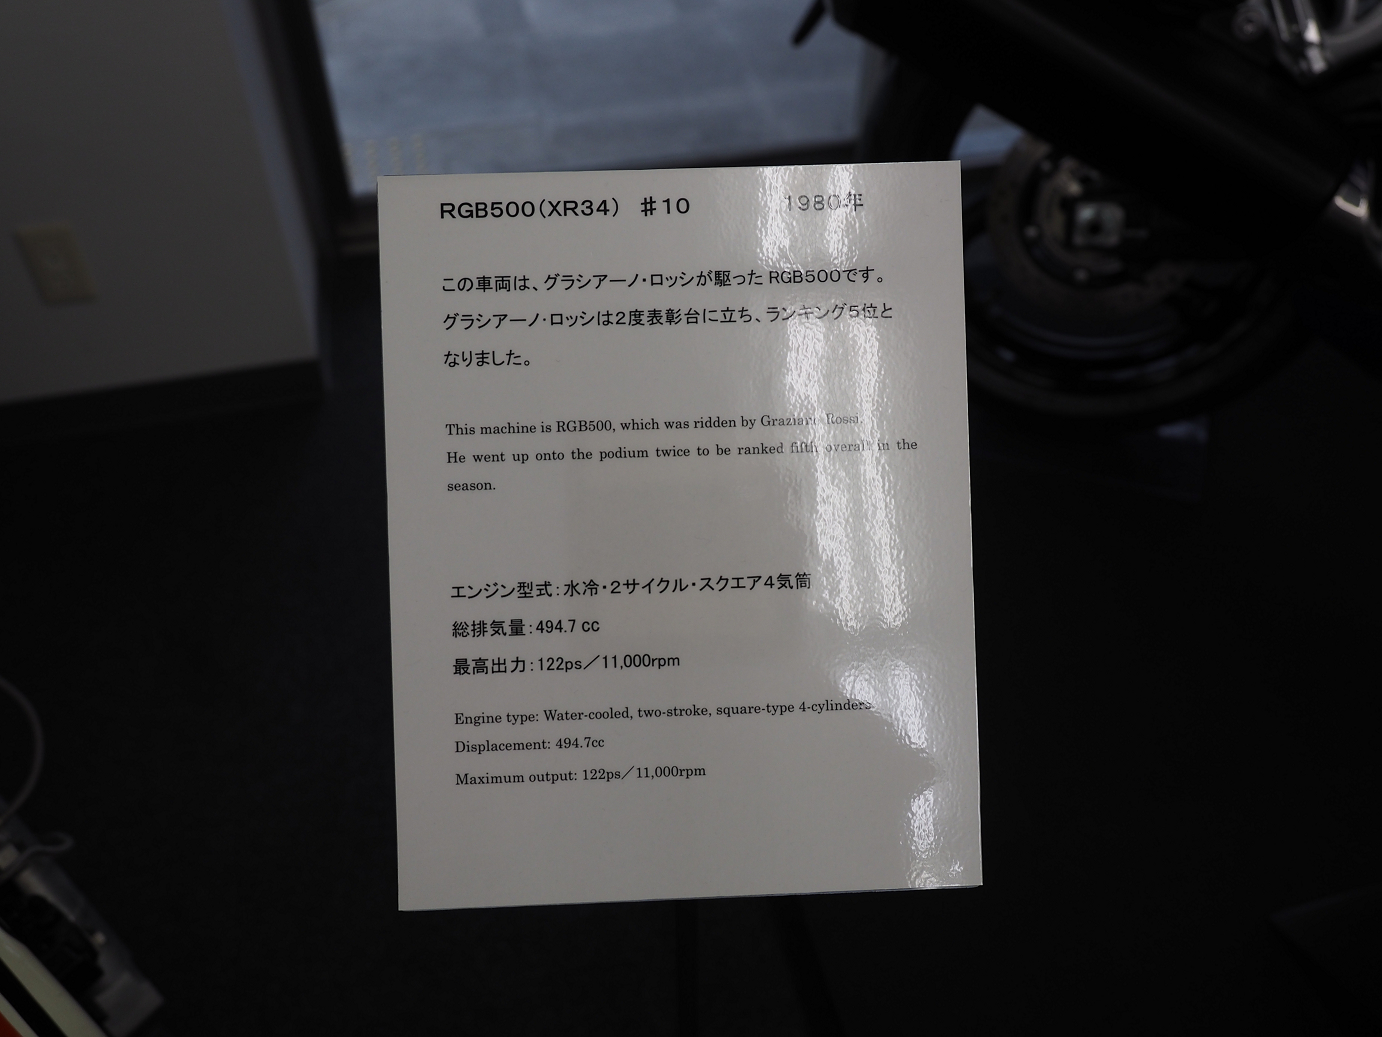 RGB500(XR34) #10 1980年
この車両は、グラシアーノ・ロッシが駆った RGB500です。
グラシアーノ・ロッシは2度表彰台に立ち、ランキング5位と
なりました。
This machine is RGB500, which was ridden by Graziano Rossi.
He went up onto the podium twice to be ranked fifth overall in the
season.
エンジン型式：水冷・2サイクル・スクエア4気筒
総排気量：494.7 cc
最高出力：122ps／11,000rpm
Engine type: Water-cooled, two-stroke, square-type 4-cylinders
Displacement: 494.7cc
Maximum output: 122ps／11,000rpm